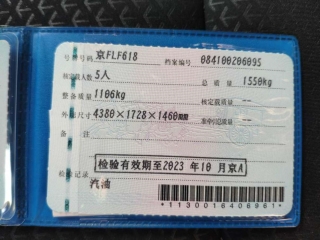 号牌号码 京FLF618 档案编号 084100206095
核定载人数 5人 总质量 1550kg
整备质量 1106kg 核定载质量 --
外廓尺寸 4380×1728×1460mm 准牵引总质量 --
备注
检验有效期至2023年10月京A
检验记录
汽油
*1130016406961*